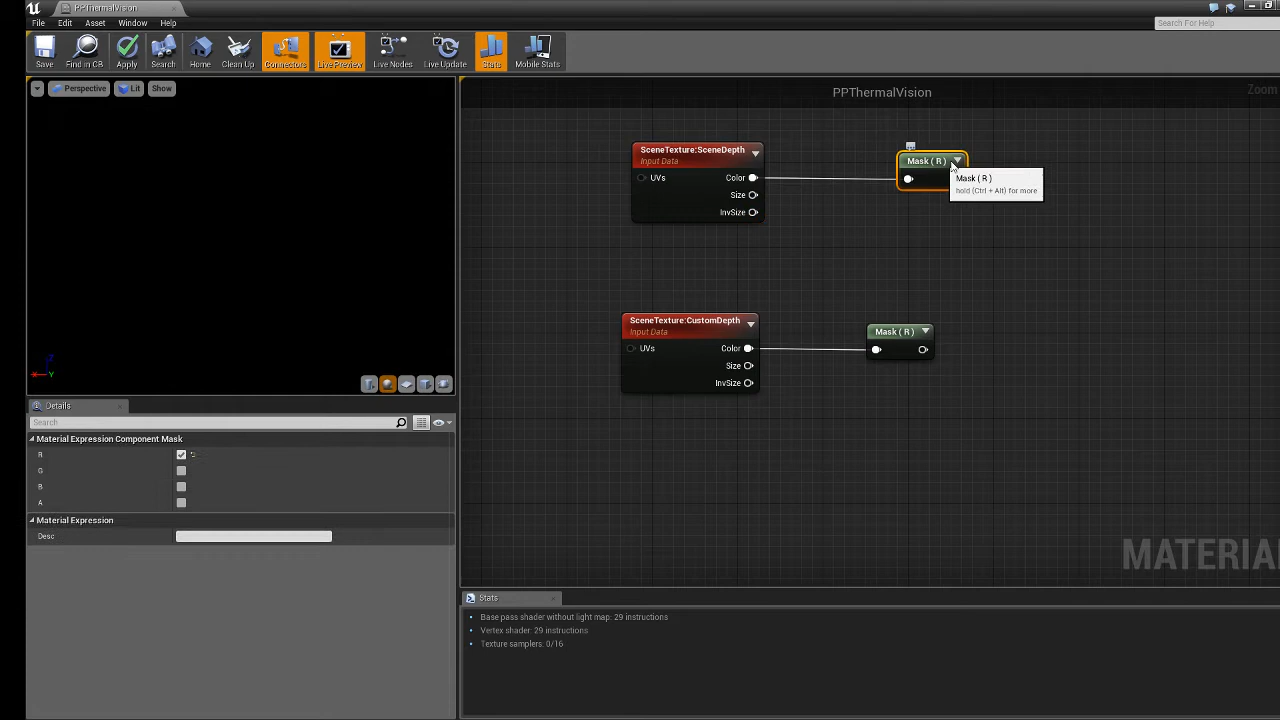 PPThermalVision
File Edit Asset Window Help
Search For Help
Save Find in CB Apply Search Home Clean Up Connectors Live Preview Live Nodes Live Update Stats Mobile Stats
Perspective Lit Show
PPThermalVision
Zoom
SceneTexture:SceneDepth
Input Data
UVs Color
Size
InvSize
Mask ( R )
Mask ( R )
hold (Ctrl + Alt) for more
SceneTexture:CustomDepth
Input Data
UVs Color
Size
InvSize
Mask ( R )
Z
X Y
Details
Search
Material Expression Component Mask
R
G
B
A
Material Expression
Desc
MATERIA
Stats
Base pass shader without light map: 29 instructions
Vertex shader: 29 instructions
Texture samplers: 0/16